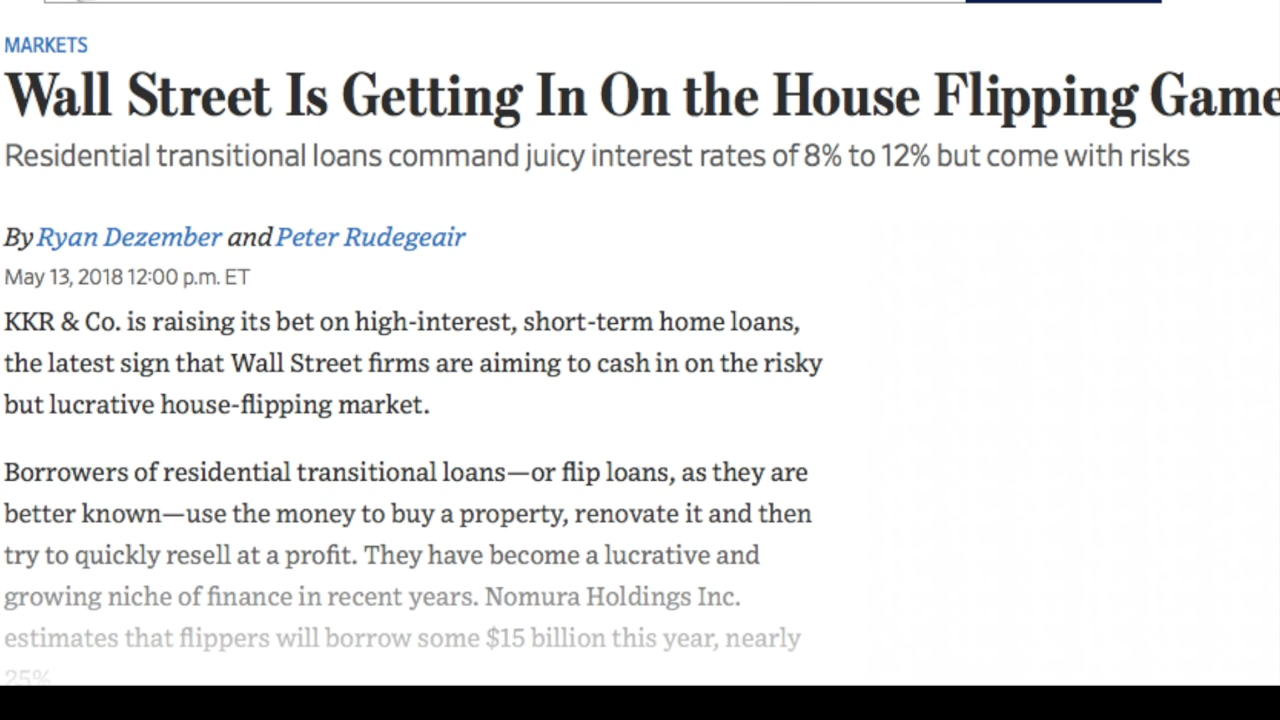 MARKETS
Wall Street Is Getting In On the House Flipping Game
Residential transitional loans command juicy interest rates of 8% to 12% but come with risks
By Ryan Dezember and Peter Rudegeair
May 13, 2018 12:00 p.m. ET
KKR & Co. is raising its bet on high-interest, short-term home loans,
the latest sign that Wall Street firms are aiming to cash in on the risky
but lucrative house-flipping market.
Borrowers of residential transitional loans—or flip loans, as they are
better known—use the money to buy a property, renovate it and then
try to quickly resell at a profit. They have become a lucrative and
growing niche of finance in recent years. Nomura Holdings Inc.
estimates that flippers will borrow some $15 billion this year, nearly
25%